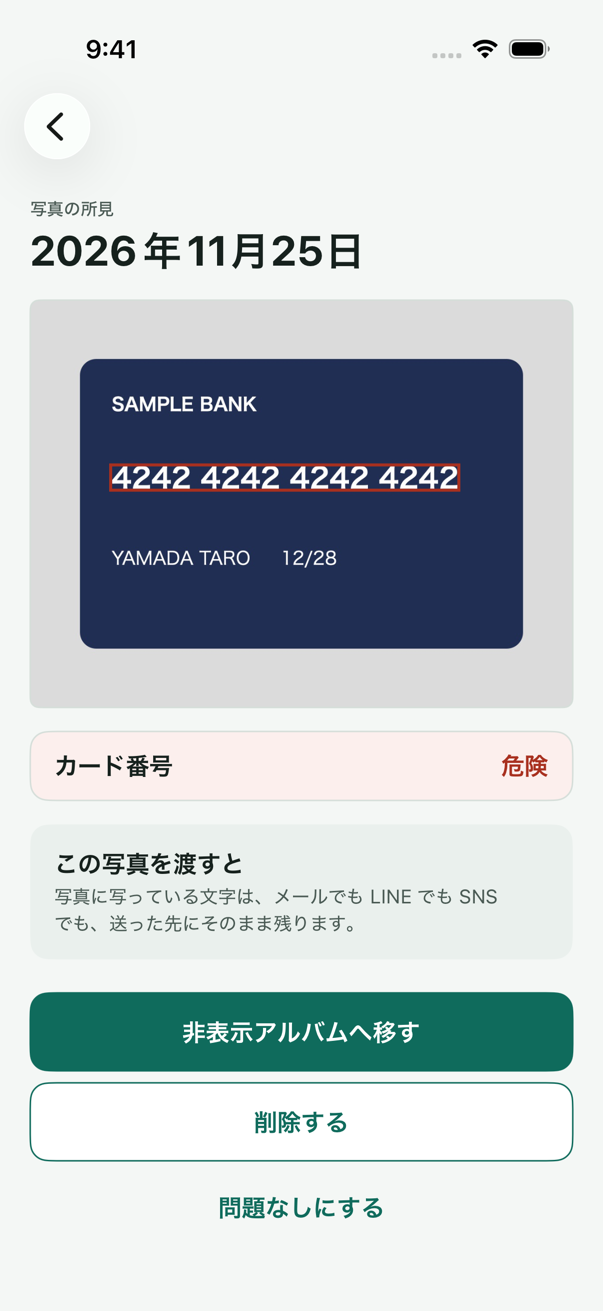 9:41
写真の所見
2026年11月25日
SAMPLE BANK
4242 4242 4242 4242
YAMADA TARO 12/28
カード番号 危険
この写真を渡すと
写真に写っている文字は、メールでも LINE でも SNS
でも、送った先にそのまま残ります。
非表示アルバムへ移す
削除する
問題なしにする